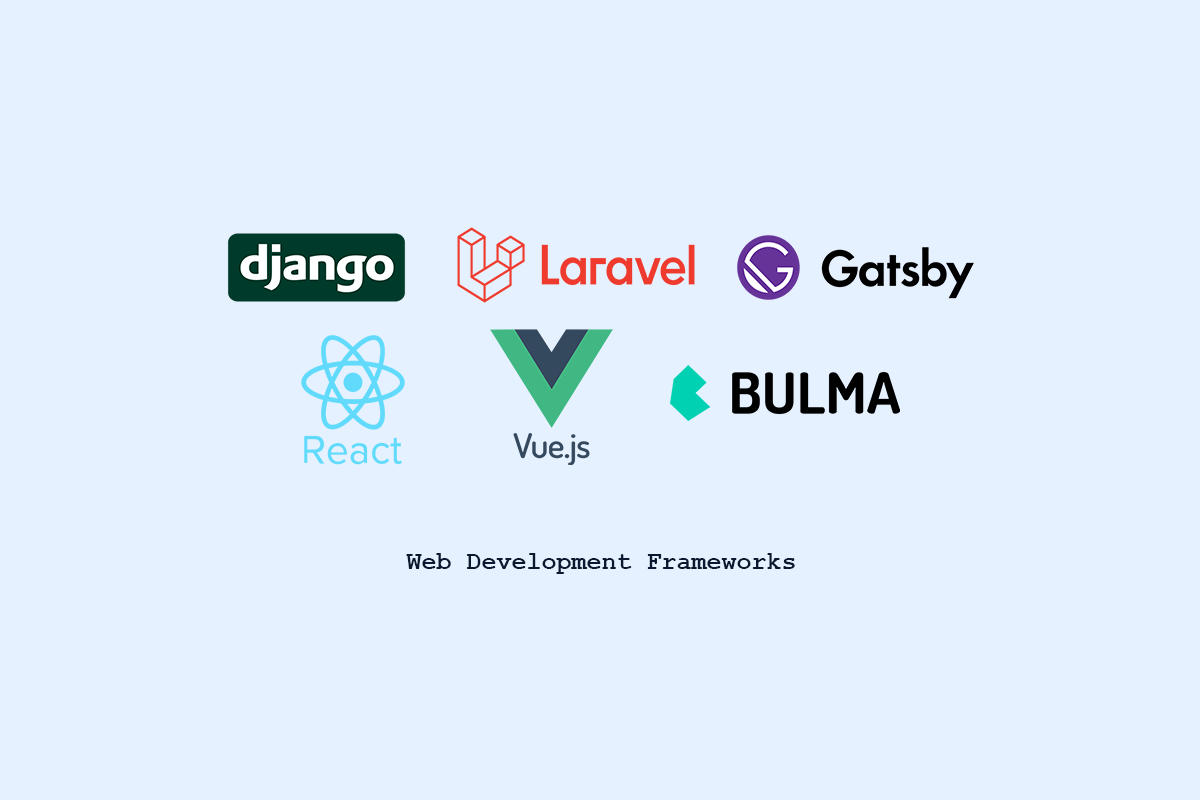 django
Laravel
Gatsby
React
Vue.js
BULMA
Web Development Frameworks